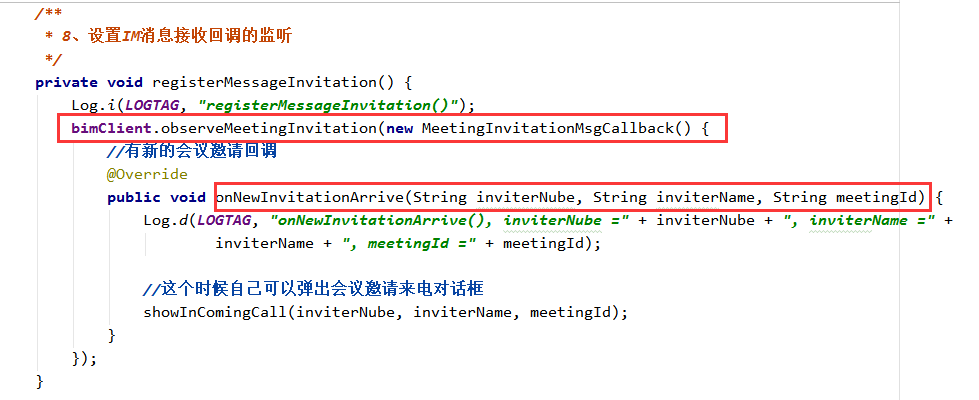 /**
* 8、设置IM消息接收回调的监听
*/
private void registerMessageInvitation() {
Log.i(LOGTAG, "registerMessageInvitation()");
bimClient.observeMeetingInvitation(new MeetingInvitationMsgCallback() {
//有新的会议邀请回调
@Override
public void onNewInvitationArrive(String inviterNube, String inviterName, String meetingId) {
Log.d(LOGTAG, "onNewInvitationArrive(), inviterNube =" + inviterNube + ", inviterName =" +
inviterName + ", meetingId =" + meetingId);
//这个时候自己可以弹出会议邀请来电对话框
showInComingCall(inviterNube, inviterName, meetingId);
}
});
}